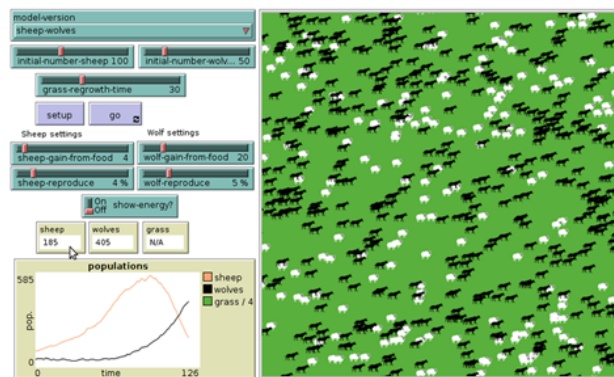 model-version
sheep-wolves
initial-number-sheep 100
initial-number-wolv... 50
grass-regrowth-time 30
setup
go
Sheep settings
Wolf settings
sheep-gain-from-food 4
wolf-gain-from-food 20
sheep-reproduce 4 %
wolf-reproduce 5 %
On
Off
show-energy?
sheep
185
wolves
405
grass
N/A
populations
585
pop.
0
0
time
126
sheep
wolves
grass / 4